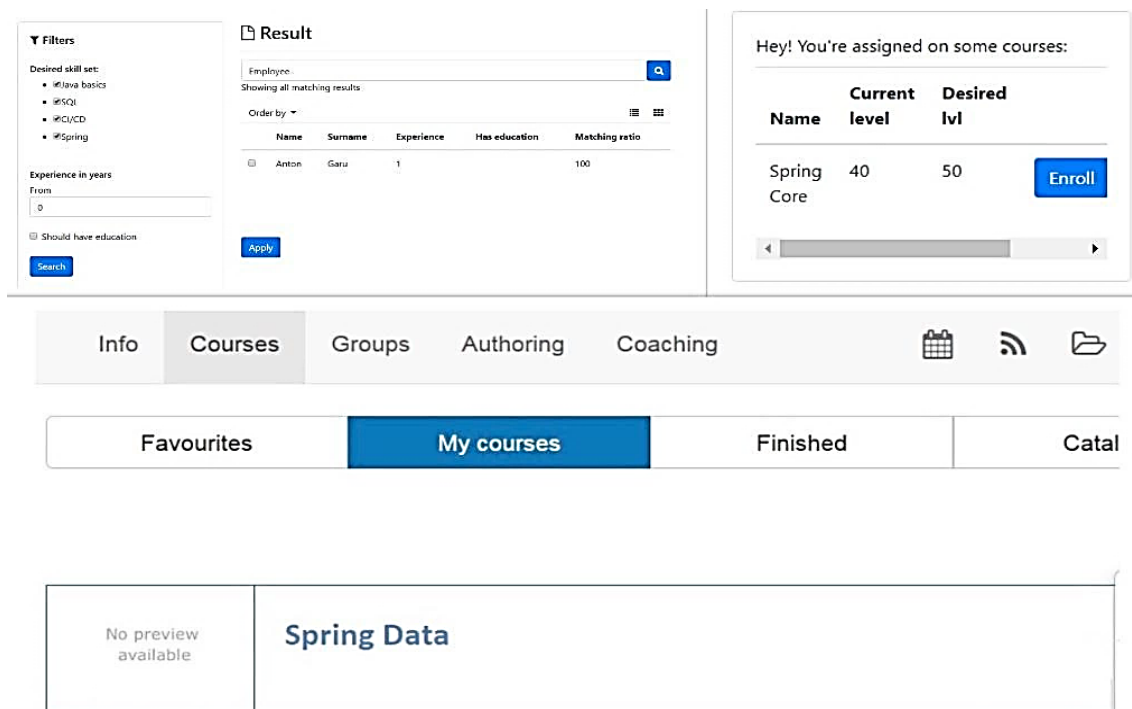 Filters
Desired skill set:
Java basics
SQL
CI/CD
Spring
Experience in years
From
0
Should have education
Search
Result
Employee
Showing all matching results
Order by
Name Surname Experience Has education Matching ratio
Anton Garu 1 100
Apply
Hey! You're assigned on some courses:
Name Current level Desired lvl
Spring Core 40 50 Enroll
Info Courses Groups Authoring Coaching
Favourites My courses Finished Catal
No preview
available
Spring Data